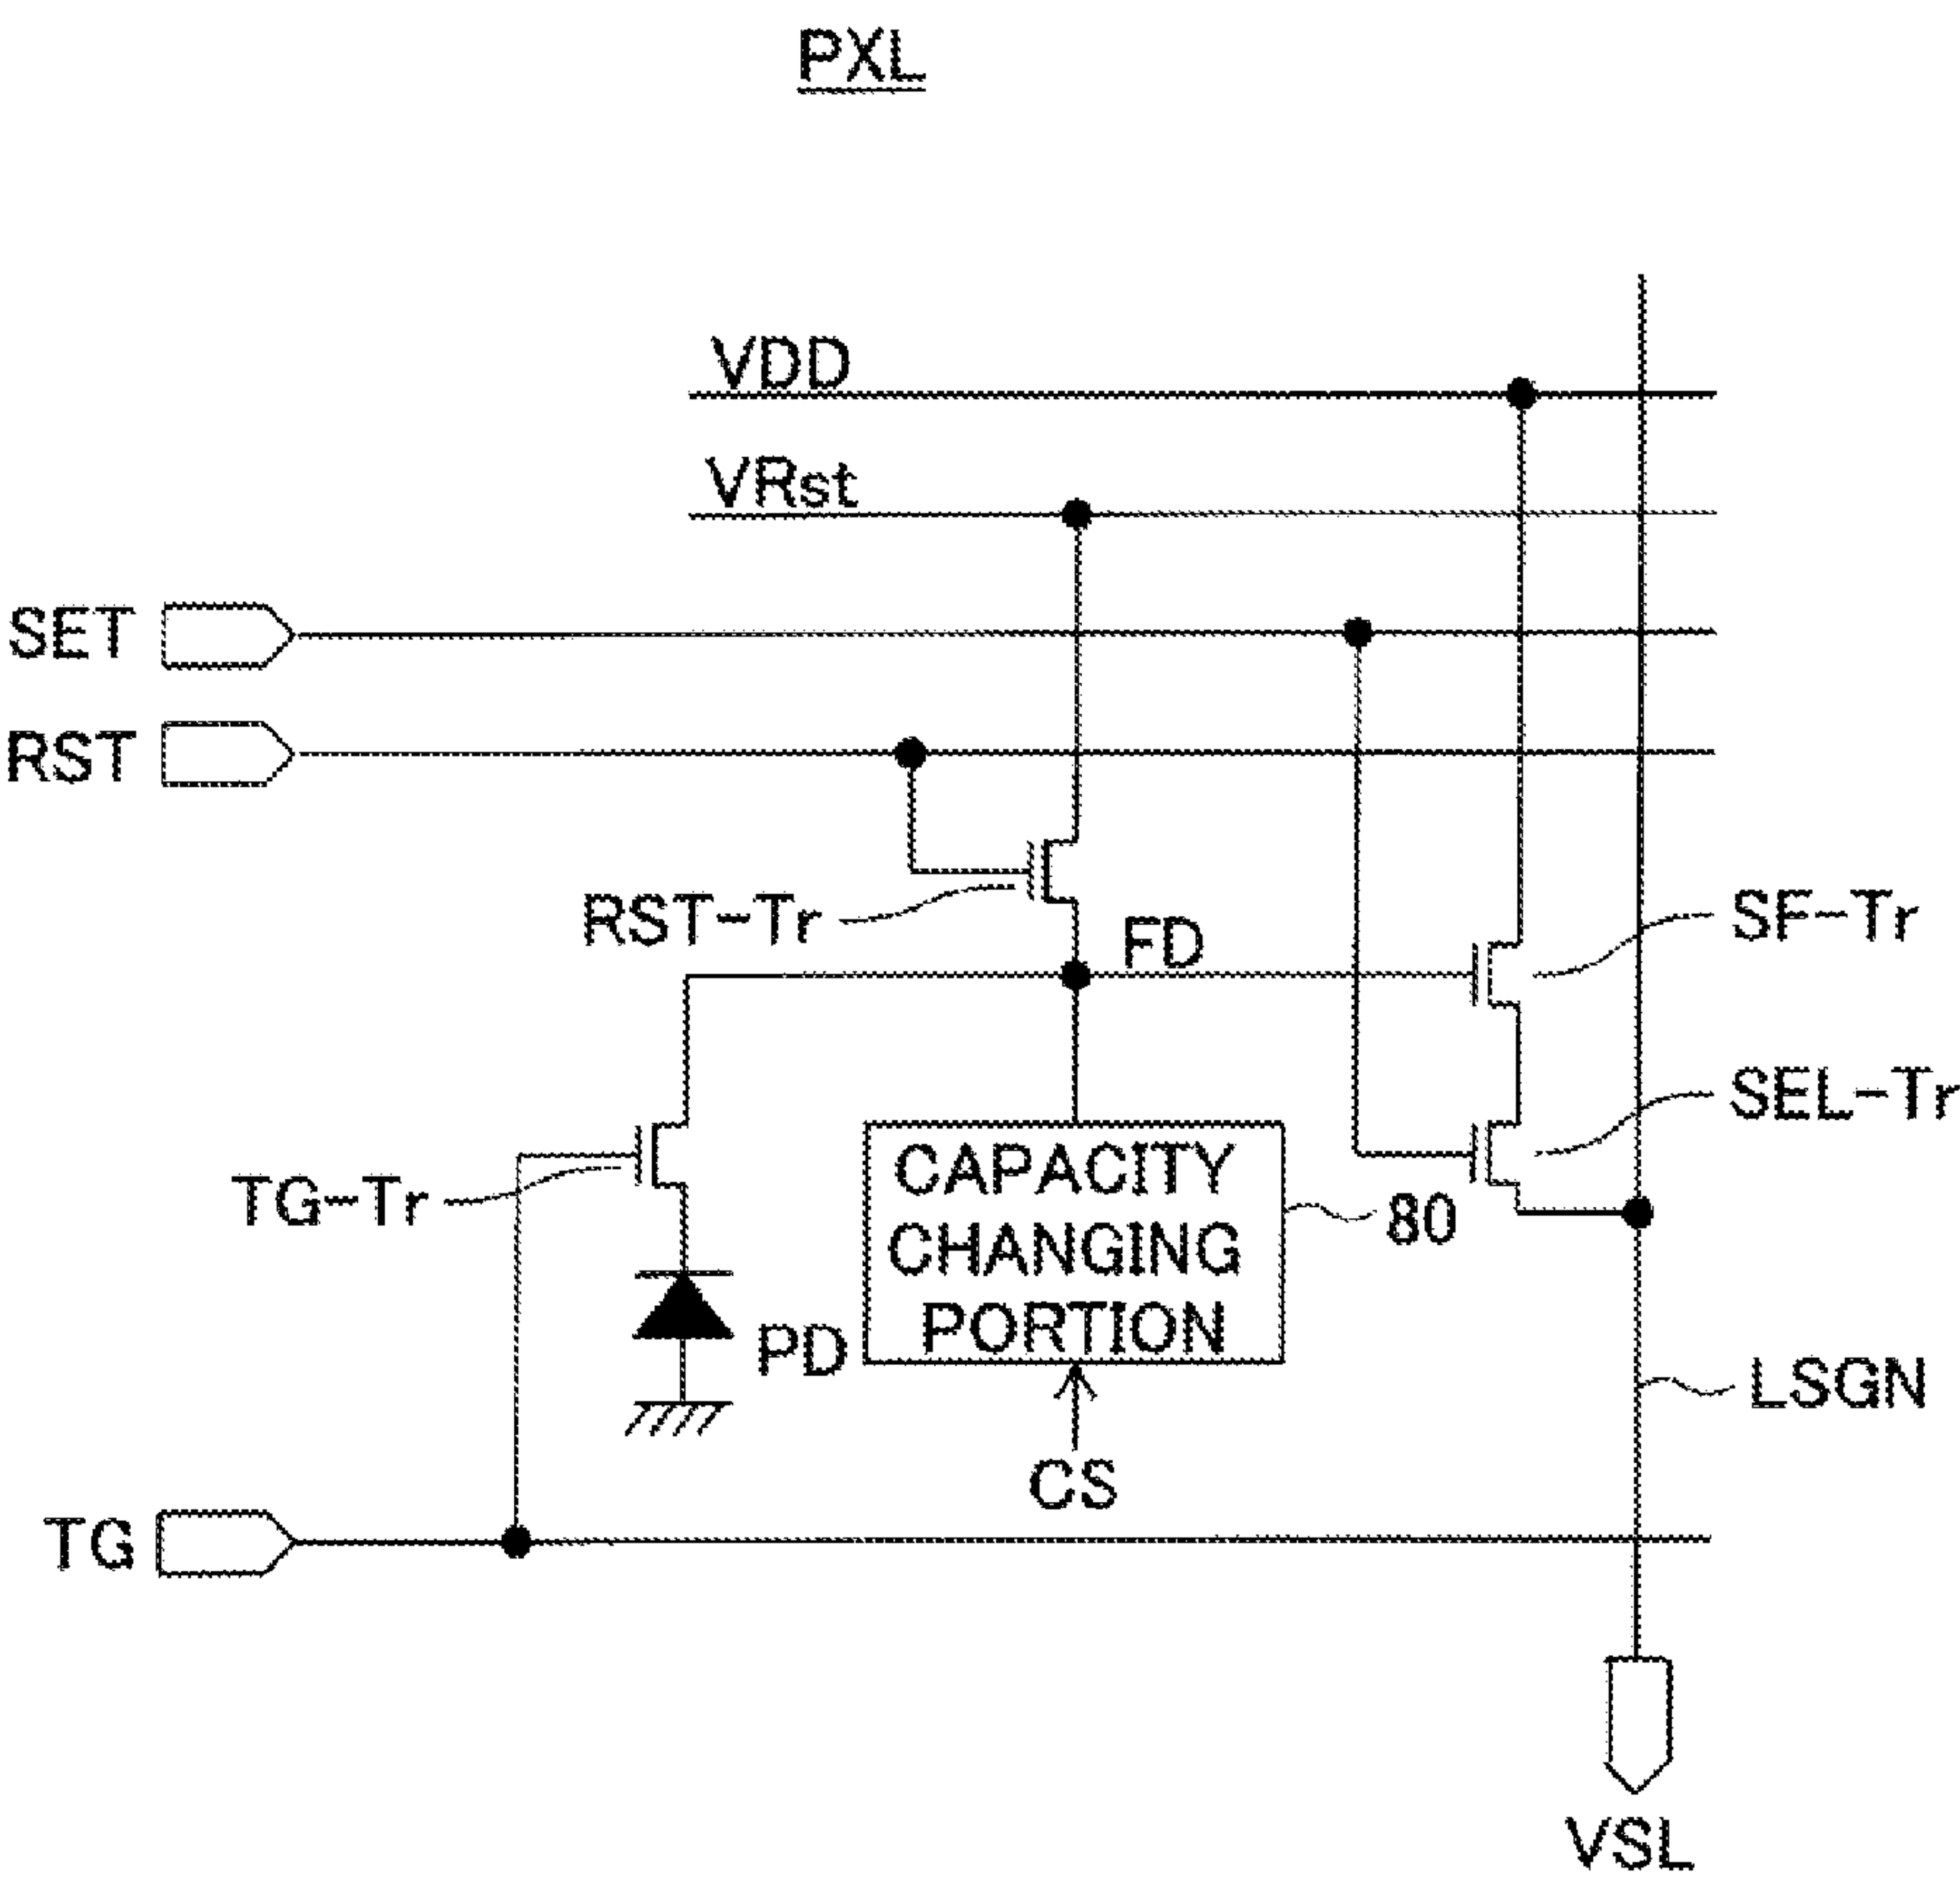 PXL
VDD
VRst
SET
RST
RST-Tr
FD
SF-Tr
SEL-Tr
TG-Tr
CAPACITY
CHANGING
PORTION
80
PD
LSGN
CS
TG
VSL